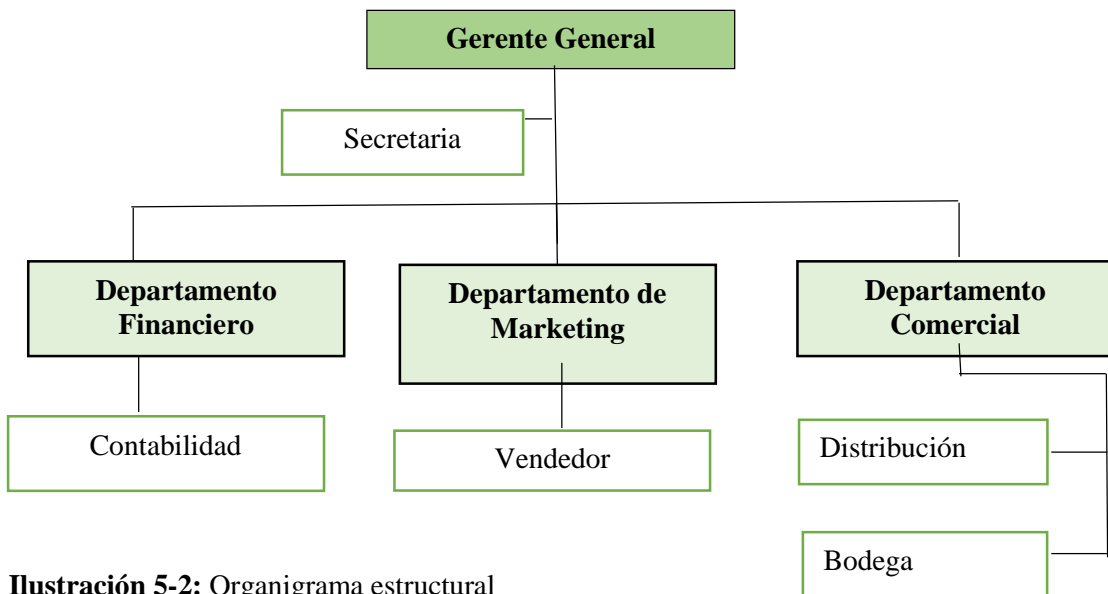 Gerente General
Secretaria
Departamento
Financiero
Departamento de
Marketing
Departamento
Comercial
Contabilidad
Vendedor
Distribución
Bodega
Ilustración 5-2: Organigrama estructural